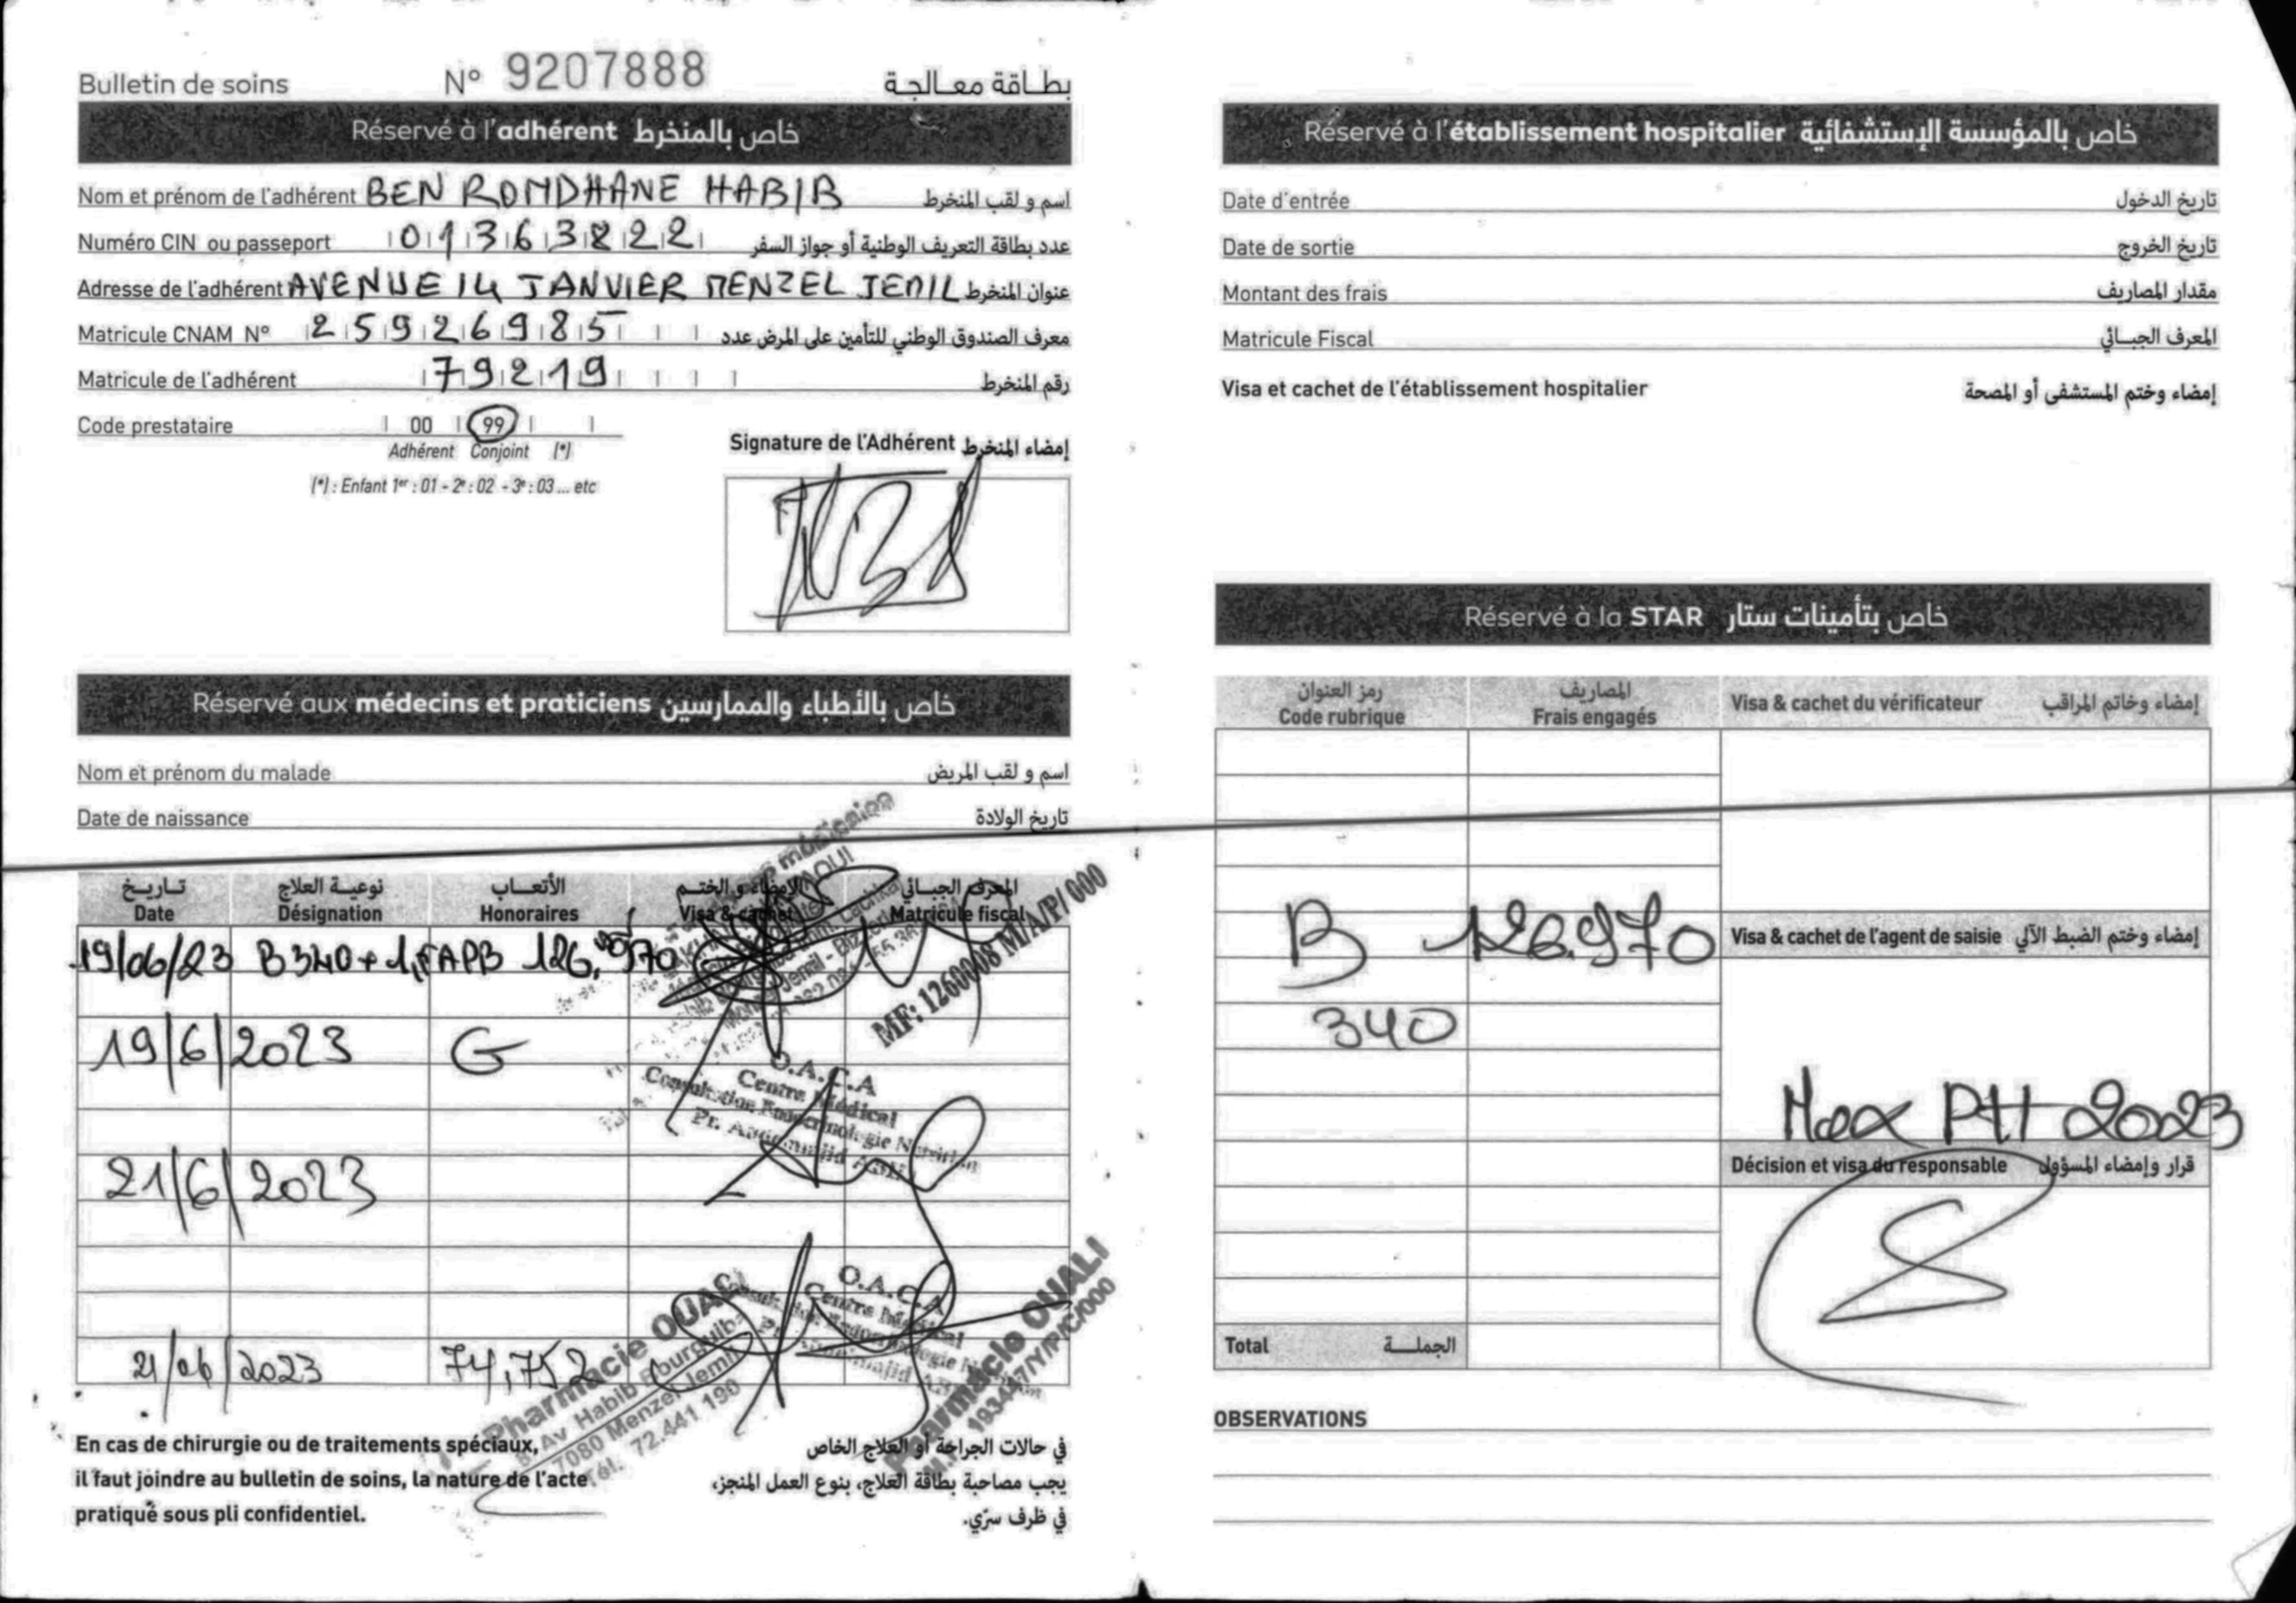 Bulletin de soins N° 9207888 بطاقة معالجة
Réservé à l'adhérent خاص بالمنخرط
Nom et prénom de l'adhérent BEN ROMDHANE HABIB اسم و لقب المنخرط
Numéro CIN ou passeport 01363822 عدد بطاقة التعريف الوطنية أو جواز السفر
Adresse de l'adhérent AVENUE 14 JANVIER MENZEL JEMIL عنوان المنخرط
Matricule CNAM N° 259269885 معرف الصندوق الوطني للتأمين على المرض عدد
Matricule de l'adhérent 79219 رقم المنخرط
Code prestataire 00 99
Adhérent Conjoint (*)
(*) : Enfant 1er : 01 - 2e : 02 - 3e : 03 ... etc
Signature de l'Adhérent إمضاء المنخرط
Réservé aux médecins et praticiens خاص بالأطباء والممارسين
Nom et prénom du malade اسم و لقب المريض
Date de naissance تاريخ الولادة
تاريخ نوعية العلاج الأتعاب الإمضاء و الختم المعرف الجبائي
Date Désignation Honoraires Visa & cachet Matricule fiscal
19/06/23 B340+1,5APB 126,970
MF: 1260008 M/A/P/000
19/6/2023 G
O.A.C.A
Centre Médical
Consultation Endocrinologie Nutrition
21/6/2023
O.A.C.A
Centre Médical
21/06/2023 74,752
Pharmacie OUALI
Av Habib Bourguiba
7080 Menzel Jemil
Tél. 72.441 190
Pharmacie OUALI
En cas de chirurgie ou de traitements spéciaux,
il faut joindre au bulletin de soins, la nature de l'acte
pratiqué sous pli confidentiel.
في حالات الجراحة أو العلاج الخاص
يجب مصاحبة بطاقة العلاج، بنوع العمل المنجز،
في ظرف سرّي.
Réservé à l'établissement hospitalier خاص بالمؤسسة الإستشفائية
Date d'entrée تاريخ الدخول
Date de sortie تاريخ الخروج
Montant des frais مقدار المصاريف
Matricule Fiscal المعرف الجبائي
Visa et cachet de l'établissement hospitalier إمضاء وختم المستشفى أو المصحة
Réservé à la STAR خاص بتأمينات ستار
رمز العنوان المصاريف
Code rubrique Frais engagés Visa & cachet du vérificateur إمضاء وخاتم المراقب
B 126.970
Visa & cachet de l'agent de saisie إمضاء وختم الضبط الآلي
340
Max PH 2023
Décision et visa du responsable قرار وإمضاء المسؤول
Total الجملة
OBSERVATIONS